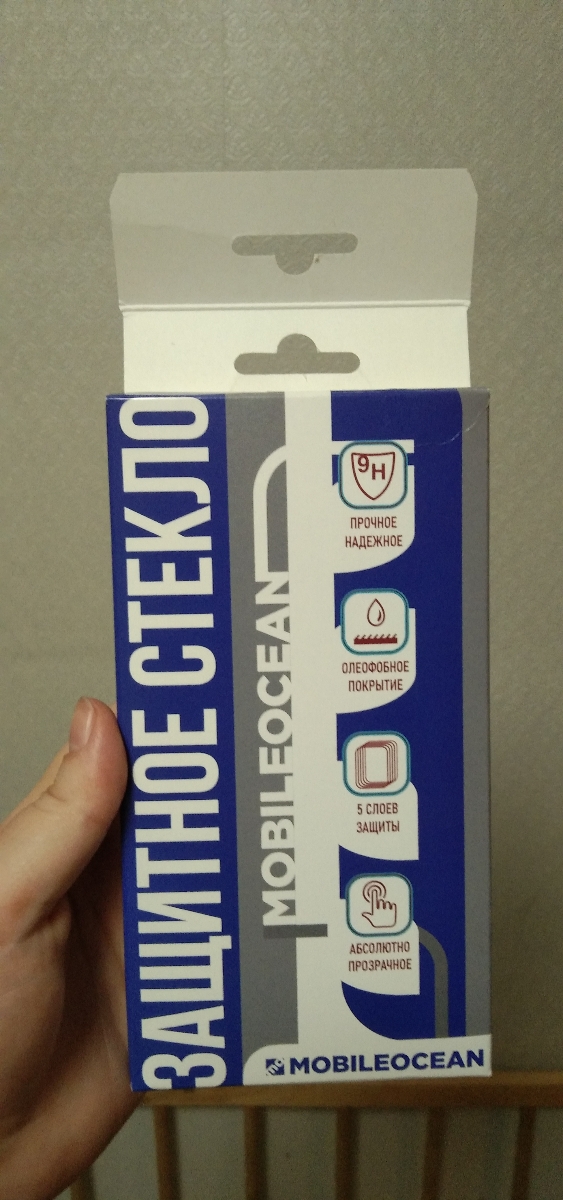 ЗАЩИТНОЕ СТЕКЛО
MOBILEOCEAN
9H
ПРОЧНОЕ
НАДЕЖНОЕ
ОЛЕОФОБНОЕ
ПОКРЫТИЕ
5 СЛОЕВ
ЗАЩИТЫ
АБСОЛЮТНО
ПРОЗРАЧНОЕ
MOBILEOCEAN